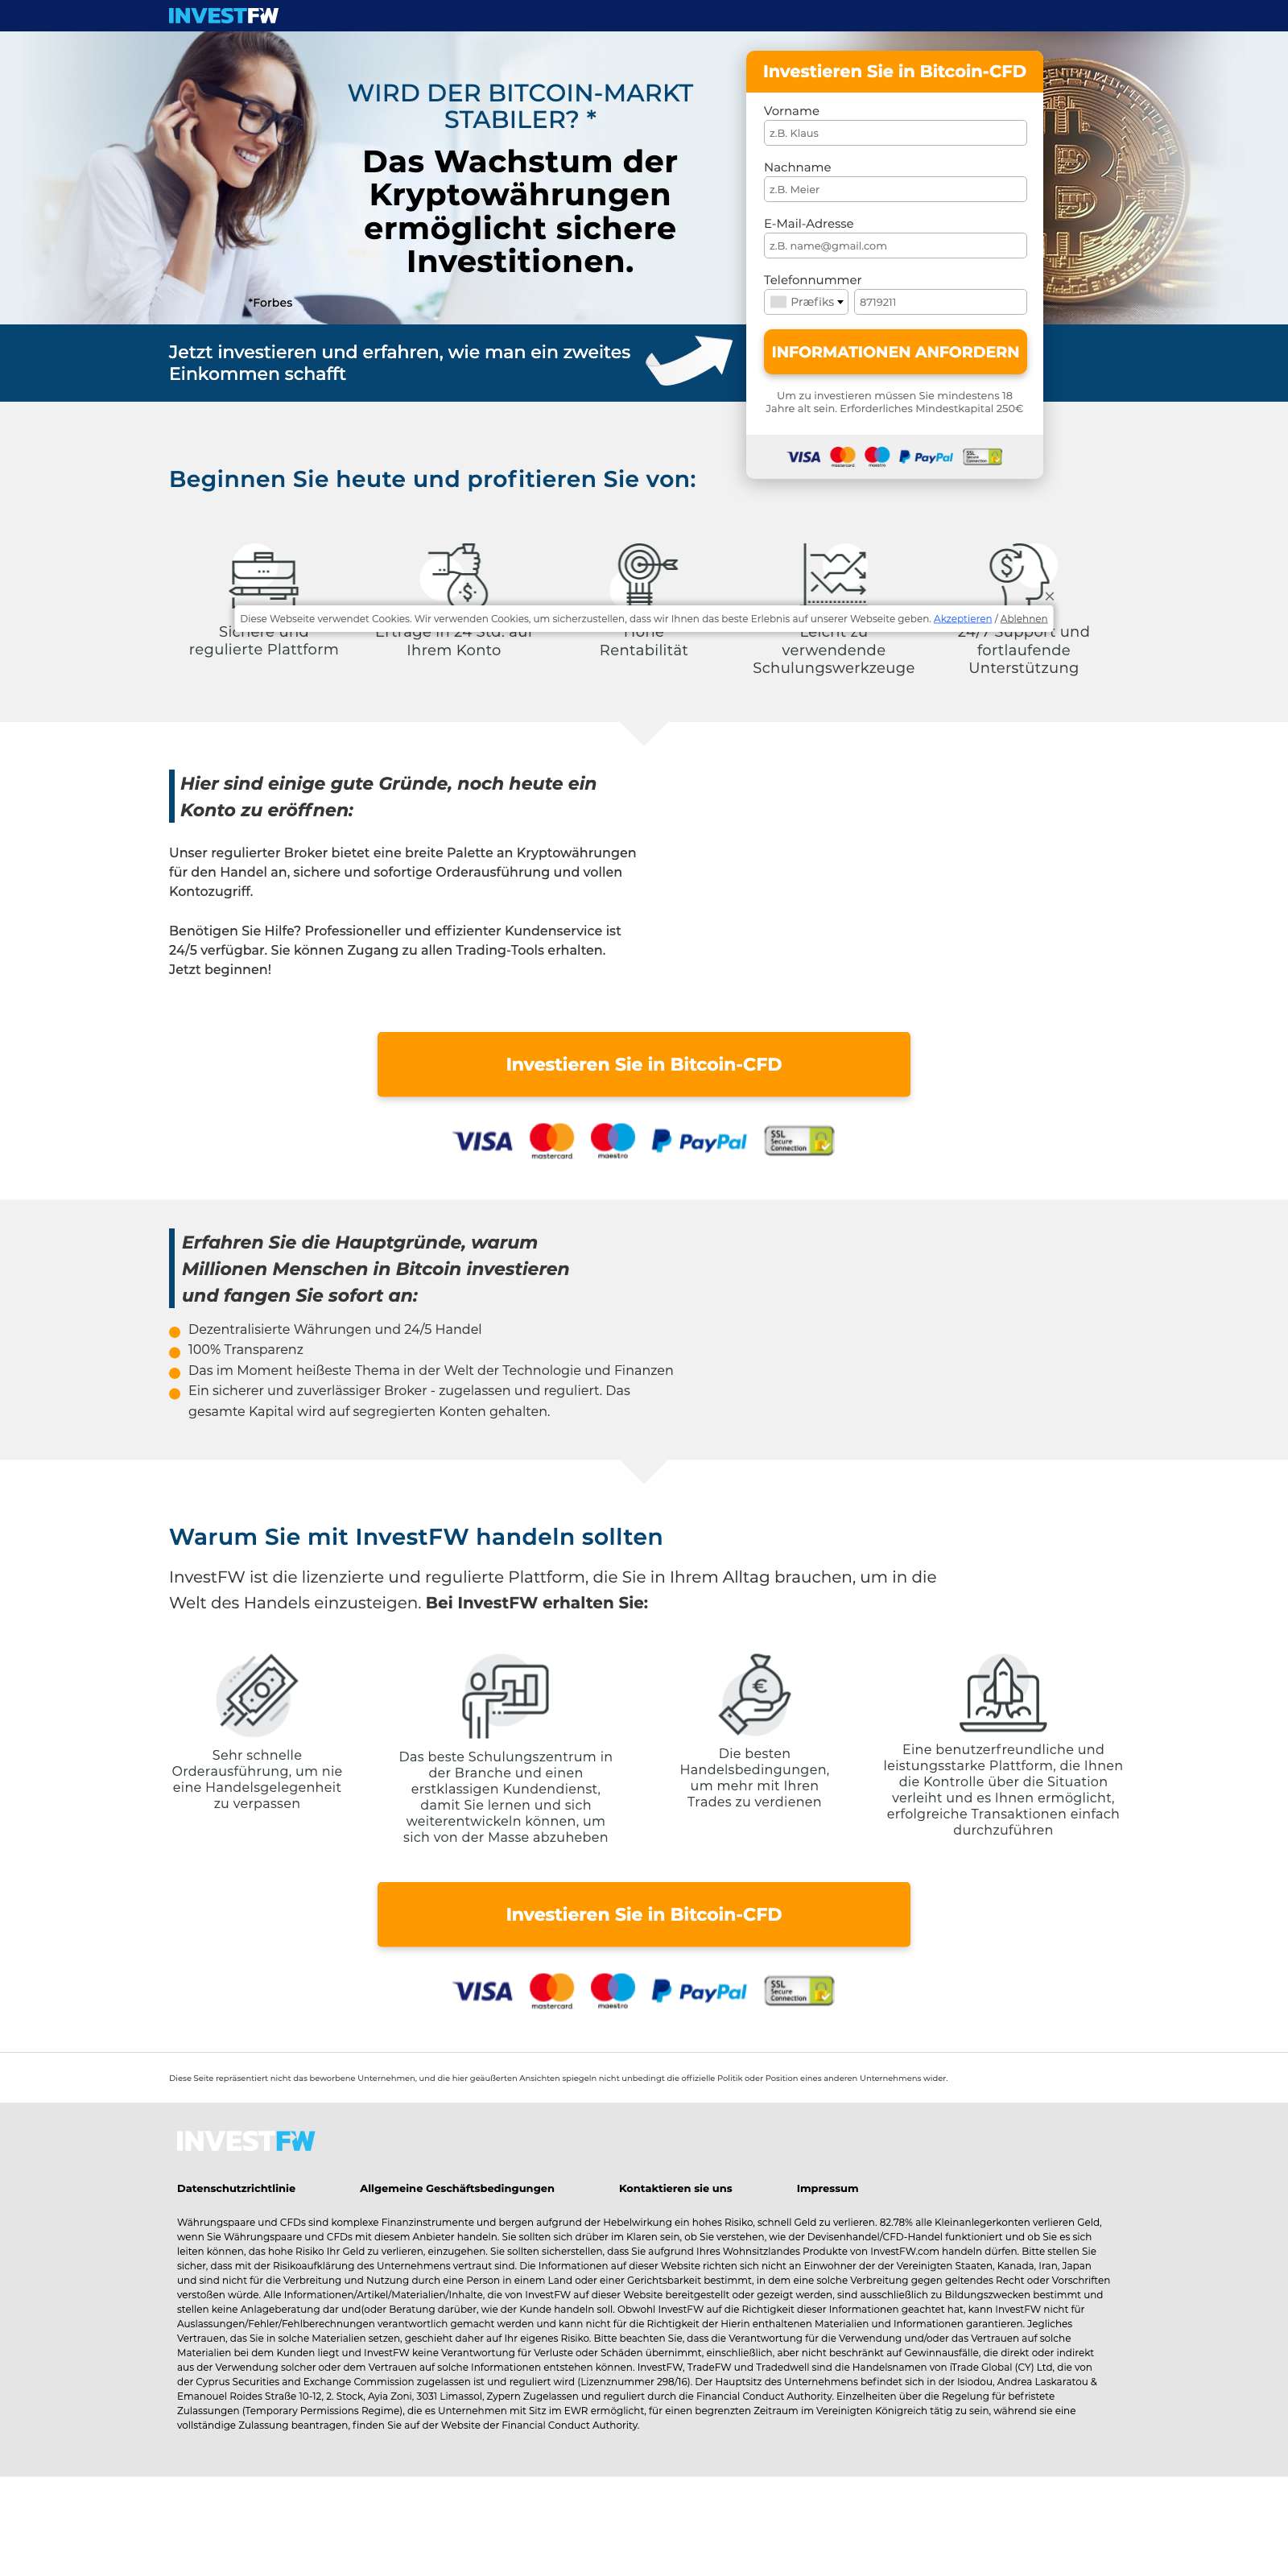 INVESTFW
WIRD DER BITCOIN-MARKT
STABILER? *
Das Wachstum der
Kryptowährungen
ermöglicht sichere
Investitionen.
*Forbes
Jetzt investieren und erfahren, wie man ein zweites
Einkommen schafft
Investieren Sie in Bitcoin-CFD
Vorname
z.B. Klaus
Nachname
z.B. Meier
E-Mail-Adresse
z.B. name@gmail.com
Telefonnummer
Præfiks 8719211
INFORMATIONEN ANFORDERN
Um zu investieren müssen Sie mindestens 18
Jahre alt sein. Erforderliches Mindestkapital 250€
VISA mastercard maestro PayPal SSL Secure Connection
Beginnen Sie heute und profitieren Sie von:
Diese Webseite verwendet Cookies. Wir verwenden Cookies, um sicherzustellen, dass wir Ihnen das beste Erlebnis auf unserer Webseite geben. Akzeptieren / Ablehnen
Sichere und
regulierte Plattform
Erträge in 24 Std. auf
Ihrem Konto
Hohe
Rentabilität
Leicht zu
verwendende
Schulungswerkzeuge
24/7 Support und
fortlaufende
Unterstützung
Hier sind einige gute Gründe, noch heute ein
Konto zu eröffnen:
Unser regulierter Broker bietet eine breite Palette an Kryptowährungen
für den Handel an, sichere und sofortige Orderausführung und vollen
Kontozugriff.
Benötigen Sie Hilfe? Professioneller und effizienter Kundenservice ist
24/5 verfügbar. Sie können Zugang zu allen Trading-Tools erhalten.
Jetzt beginnen!
Investieren Sie in Bitcoin-CFD
VISA mastercard maestro PayPal SSL Secure Connection
Erfahren Sie die Hauptgründe, warum
Millionen Menschen in Bitcoin investieren
und fangen Sie sofort an:
Dezentralisierte Währungen und 24/5 Handel
100% Transparenz
Das im Moment heißeste Thema in der Welt der Technologie und Finanzen
Ein sicherer und zuverlässiger Broker - zugelassen und reguliert. Das
gesamte Kapital wird auf segregierten Konten gehalten.
Warum Sie mit InvestFW handeln sollten
InvestFW ist die lizenzierte und regulierte Plattform, die Sie in Ihrem Alltag brauchen, um in die
Welt des Handels einzusteigen. Bei InvestFW erhalten Sie:
Sehr schnelle
Orderausführung, um nie
eine Handelsgelegenheit
zu verpassen
Das beste Schulungszentrum in
der Branche und einen
erstklassigen Kundendienst,
damit Sie lernen und sich
weiterentwickeln können, um
sich von der Masse abzuheben
Die besten
Handelsbedingungen,
um mehr mit Ihren
Trades zu verdienen
Eine benutzerfreundliche und
leistungsstarke Plattform, die Ihnen
die Kontrolle über die Situation
verleiht und es Ihnen ermöglicht,
erfolgreiche Transaktionen einfach
durchzuführen
Investieren Sie in Bitcoin-CFD
VISA mastercard maestro PayPal SSL Secure Connection
Diese Seite repräsentiert nicht das beworbene Unternehmen, und die hier geäußerten Ansichten spiegeln nicht unbedingt die offizielle Politik oder Position eines anderen Unternehmens wider.
INVESTFW
Datenschutzrichtlinie Allgemeine Geschäftsbedingungen Kontaktieren sie uns Impressum
Währungspaare und CFDs sind komplexe Finanzinstrumente und bergen aufgrund der Hebelwirkung ein hohes Risiko, schnell Geld zu verlieren. 82.78% alle Kleinanlegerkonten verlieren Geld,
wenn Sie Währungspaare und CFDs mit diesem Anbieter handeln. Sie sollten sich drüber im Klaren sein, ob Sie verstehen, wie der Devisenhandel/CFD-Handel funktioniert und ob Sie es sich
leiten können, das hohe Risiko Ihr Geld zu verlieren, einzugehen. Sie sollten sicherstellen, dass Sie aufgrund Ihres Wohnsitzlandes Produkte von InvestFW.com handeln dürfen. Bitte stellen Sie
sicher, dass mit der Risikoaufklärung des Unternehmens vertraut sind. Die Informationen auf dieser Website richten sich nicht an Einwohner der der Vereinigten Staaten, Kanada, Iran, Japan
und sind nicht für die Verbreitung und Nutzung durch eine Person in einem Land oder einer Gerichtsbarkeit bestimmt, in dem eine solche Verbreitung gegen geltendes Recht oder Vorschriften
verstoßen würde. Alle Informationen/Artikel/Materialien/Inhalte, die von InvestFW auf dieser Website bereitgestellt oder gezeigt werden, sind ausschließlich zu Bildungszwecken bestimmt und
stellen keine Anlageberatung dar und(oder Beratung darüber, wie der Kunde handeln soll. Obwohl InvestFW auf die Richtigkeit dieser Informationen geachtet hat, kann InvestFW nicht für
Auslassungen/Fehler/Fehlberechnungen verantwortlich gemacht werden und kann nicht für die Richtigkeit der Hierin enthaltenen Materialien und Informationen garantieren. Jegliches
Vertrauen, das Sie in solche Materialien setzen, geschieht daher auf Ihr eigenes Risiko. Bitte beachten Sie, dass die Verantwortung für die Verwendung und/oder das Vertrauen auf solche
Materialien bei dem Kunden liegt und InvestFW keine Verantwortung für Verluste oder Schäden übernimmt, einschließlich, aber nicht beschränkt auf Gewinnausfälle, die direkt oder indirekt
aus der Verwendung solcher oder dem Vertrauen auf solche Informationen entstehen können. InvestFW, TradeFW und Tradedwell sind die Handelsnamen von iTrade Global (CY) Ltd, die von
der Cyprus Securities and Exchange Commission zugelassen ist und reguliert wird (Lizenznummer 298/16). Der Hauptsitz des Unternehmens befindet sich in der Isiodou, Andrea Laskaratou &
Emanouel Roides Straße 10-12, 2. Stock, Ayia Zoni, 3031 Limassol, Zypern Zugelassen und reguliert durch die Financial Conduct Authority. Einzelheiten über die Regelung für befristete
Zulassungen (Temporary Permissions Regime), die es Unternehmen mit Sitz im EWR ermöglicht, für einen begrenzten Zeitraum im Vereinigten Königreich tätig zu sein, während sie eine
vollständige Zulassung beantragen, finden Sie auf der Website der Financial Conduct Authority.